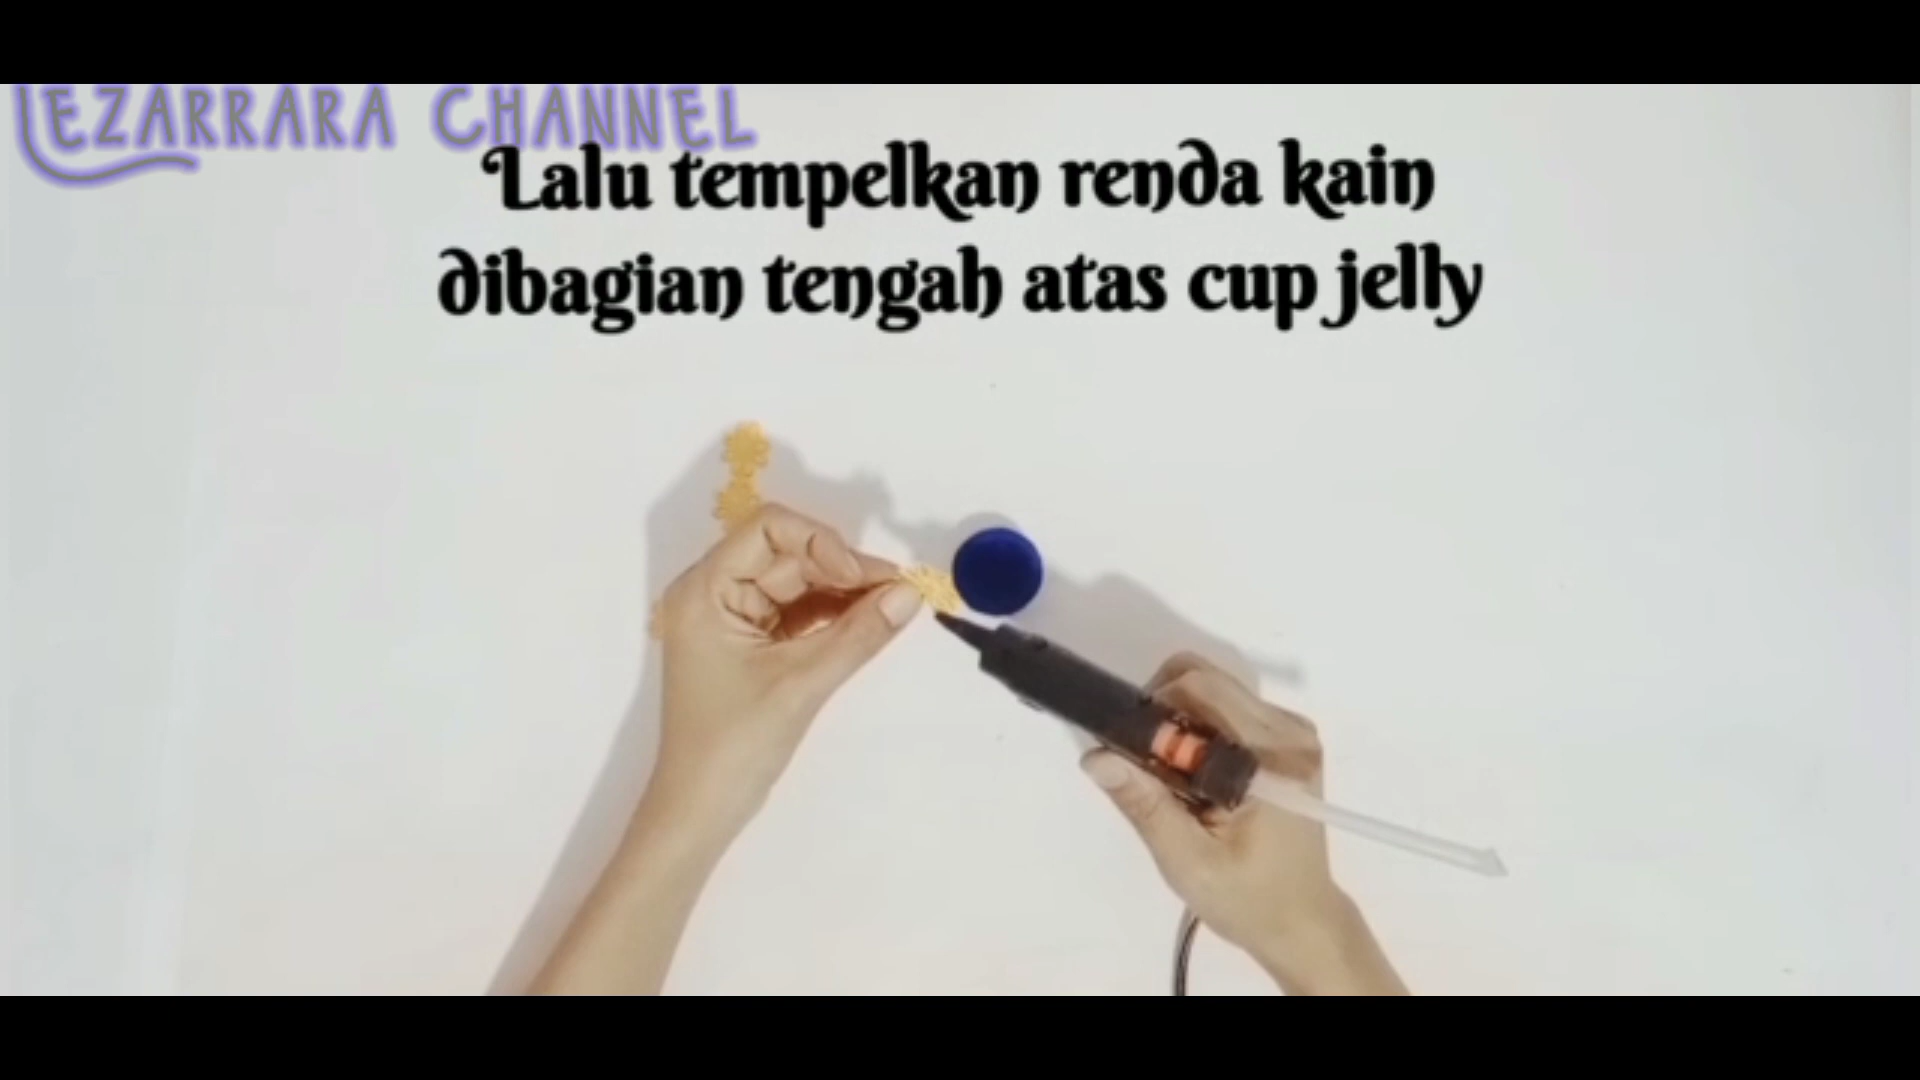 LEZARRARA CHANNEL
Lalu tempelkan renda kain
dibagian tengah atas cup jelly